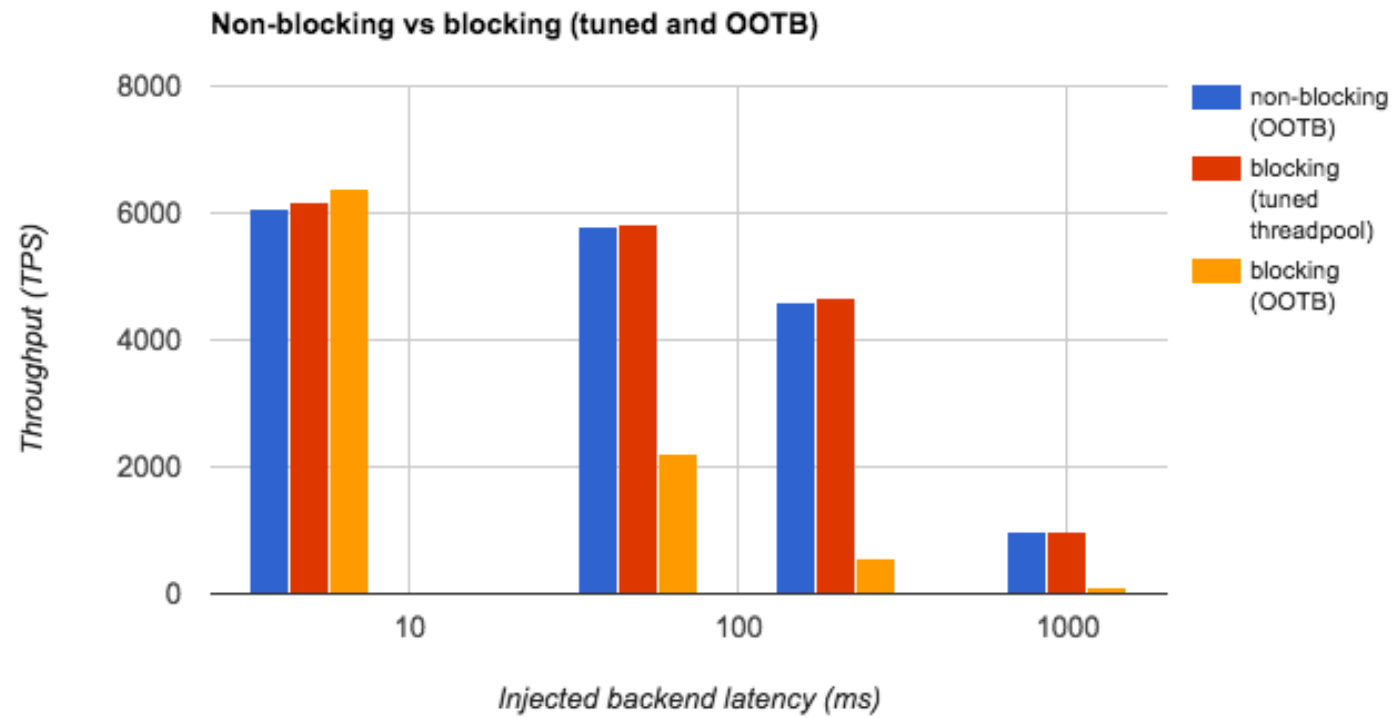 Non-blocking vs blocking (tuned and OOTB)
8000
6000
4000
2000
0
Throughput (TPS)
10
100
1000
Injected backend latency (ms)
non-blocking
(OOTB)
blocking
(tuned
threadpool)
blocking
(OOTB)